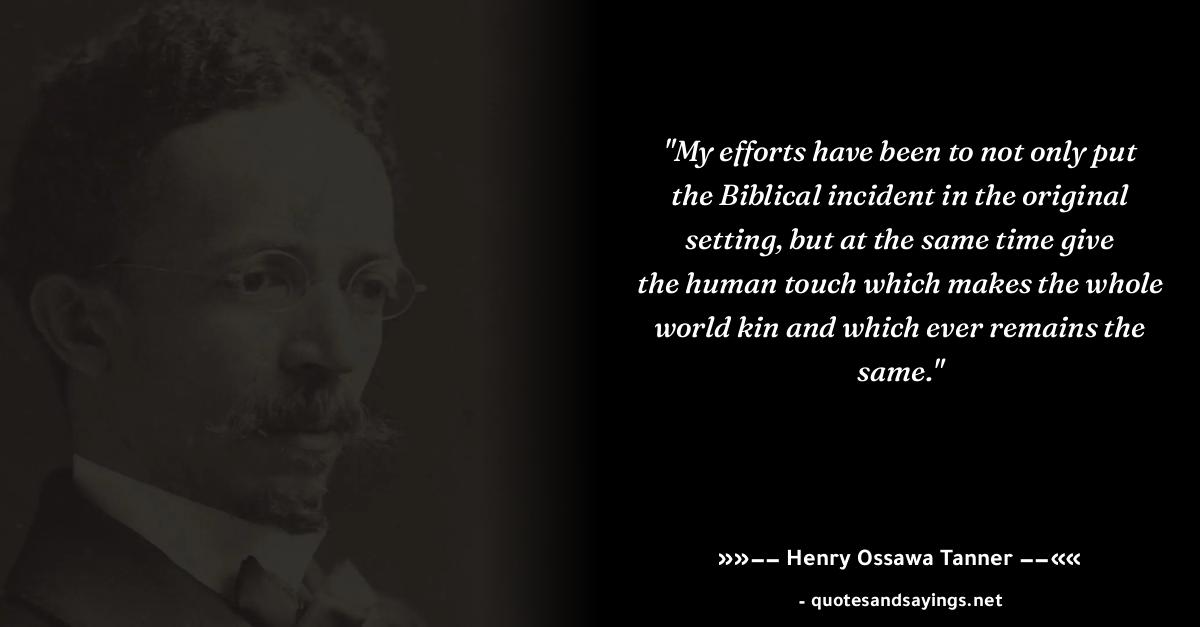 "My efforts have been to not only put
the Biblical incident in the original
setting, but at the same time give
the human touch which makes the whole
world kin and which ever remains the
same."
»»−− Henry Ossawa Tanner −−««
- quotesandsayings.net